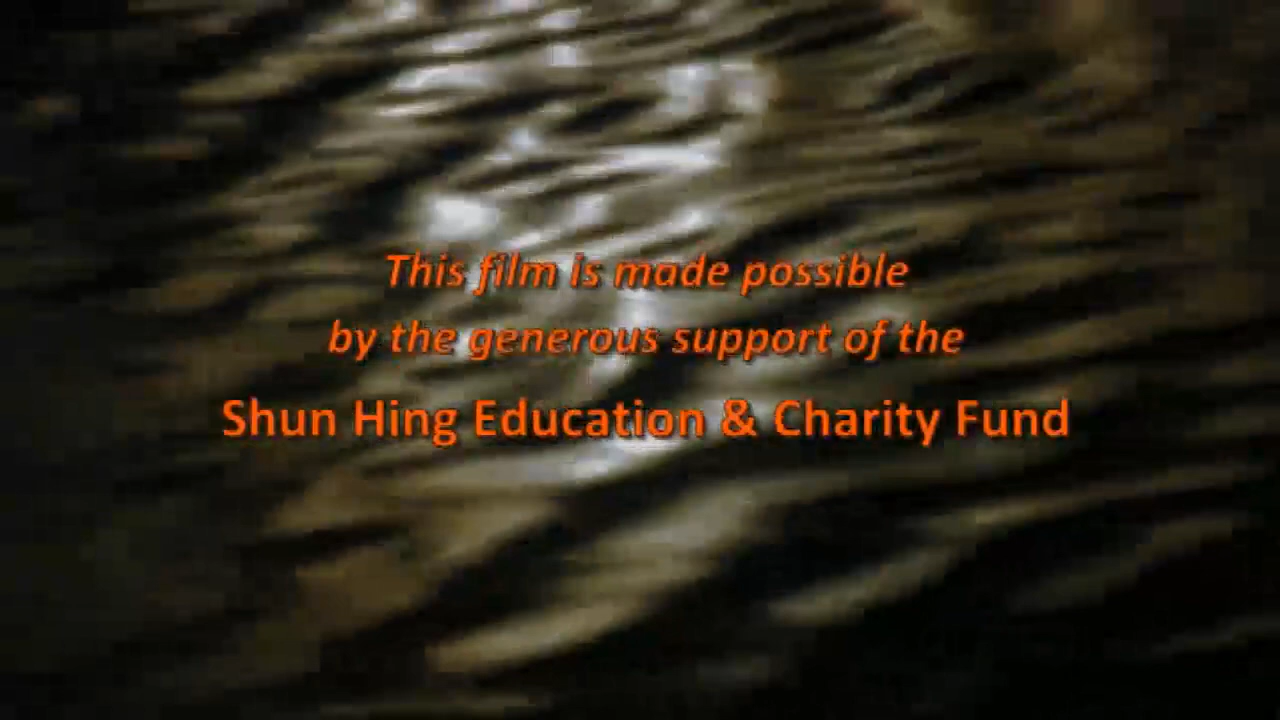 This film is made possible
by the generous support of the
Shun Hing Education & Charity Fund